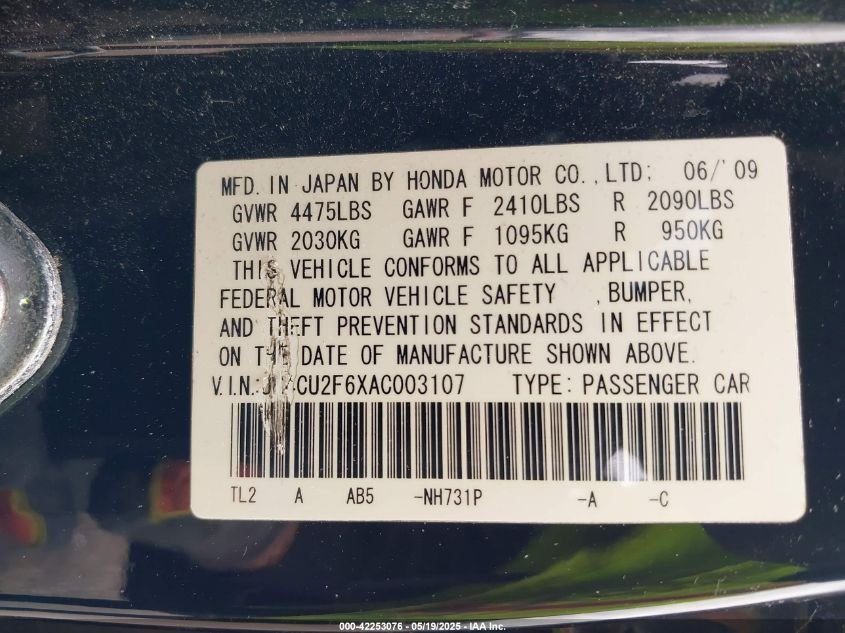 MFD. IN JAPAN BY HONDA MOTOR CO., LTD; 06/'09
GVWR 4475LBS GAWR F 2410LBS R 2090LBS
GVWR 2030KG GAWR F 1095KG R 950KG
THIS VEHICLE CONFORMS TO ALL APPLICABLE
FEDERAL MOTOR VEHICLE SAFETY , BUMPER,
AND THEFT PREVENTION STANDARDS IN EFFECT
ON THE DATE OF MANUFACTURE SHOWN ABOVE.
V.I.N.: CU2F6XAC003107 TYPE: PASSENGER CAR
TL2 A AB5 -NH731P -A -C
000-42253076 - 05/19/2025 - IAA Inc.